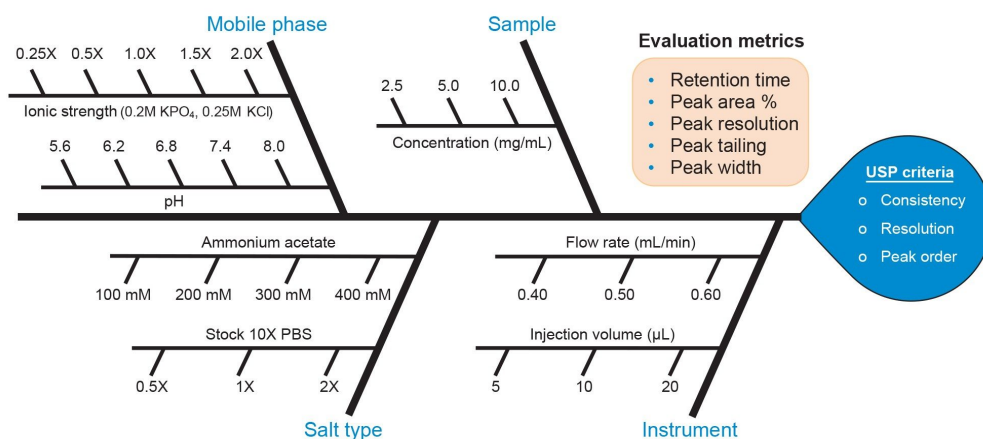 Mobile phase
0.25X 0.5X 1.0X 1.5X 2.0X
Ionic strength (0.2M KPO₄, 0.25M KCl)
5.6 6.2 6.8 7.4 8.0
pH
Sample
2.5 5.0 10.0
Concentration (mg/mL)
Evaluation metrics
• Retention time
• Peak area %
• Peak resolution
• Peak tailing
• Peak width
USP criteria
o Consistency
o Resolution
o Peak order
Ammonium acetate
100 mM 200 mM 300 mM 400 mM
Stock 10X PBS
0.5X 1X 2X
Salt type
Flow rate (mL/min)
0.40 0.50 0.60
Injection volume (µL)
5 10 20
Instrument